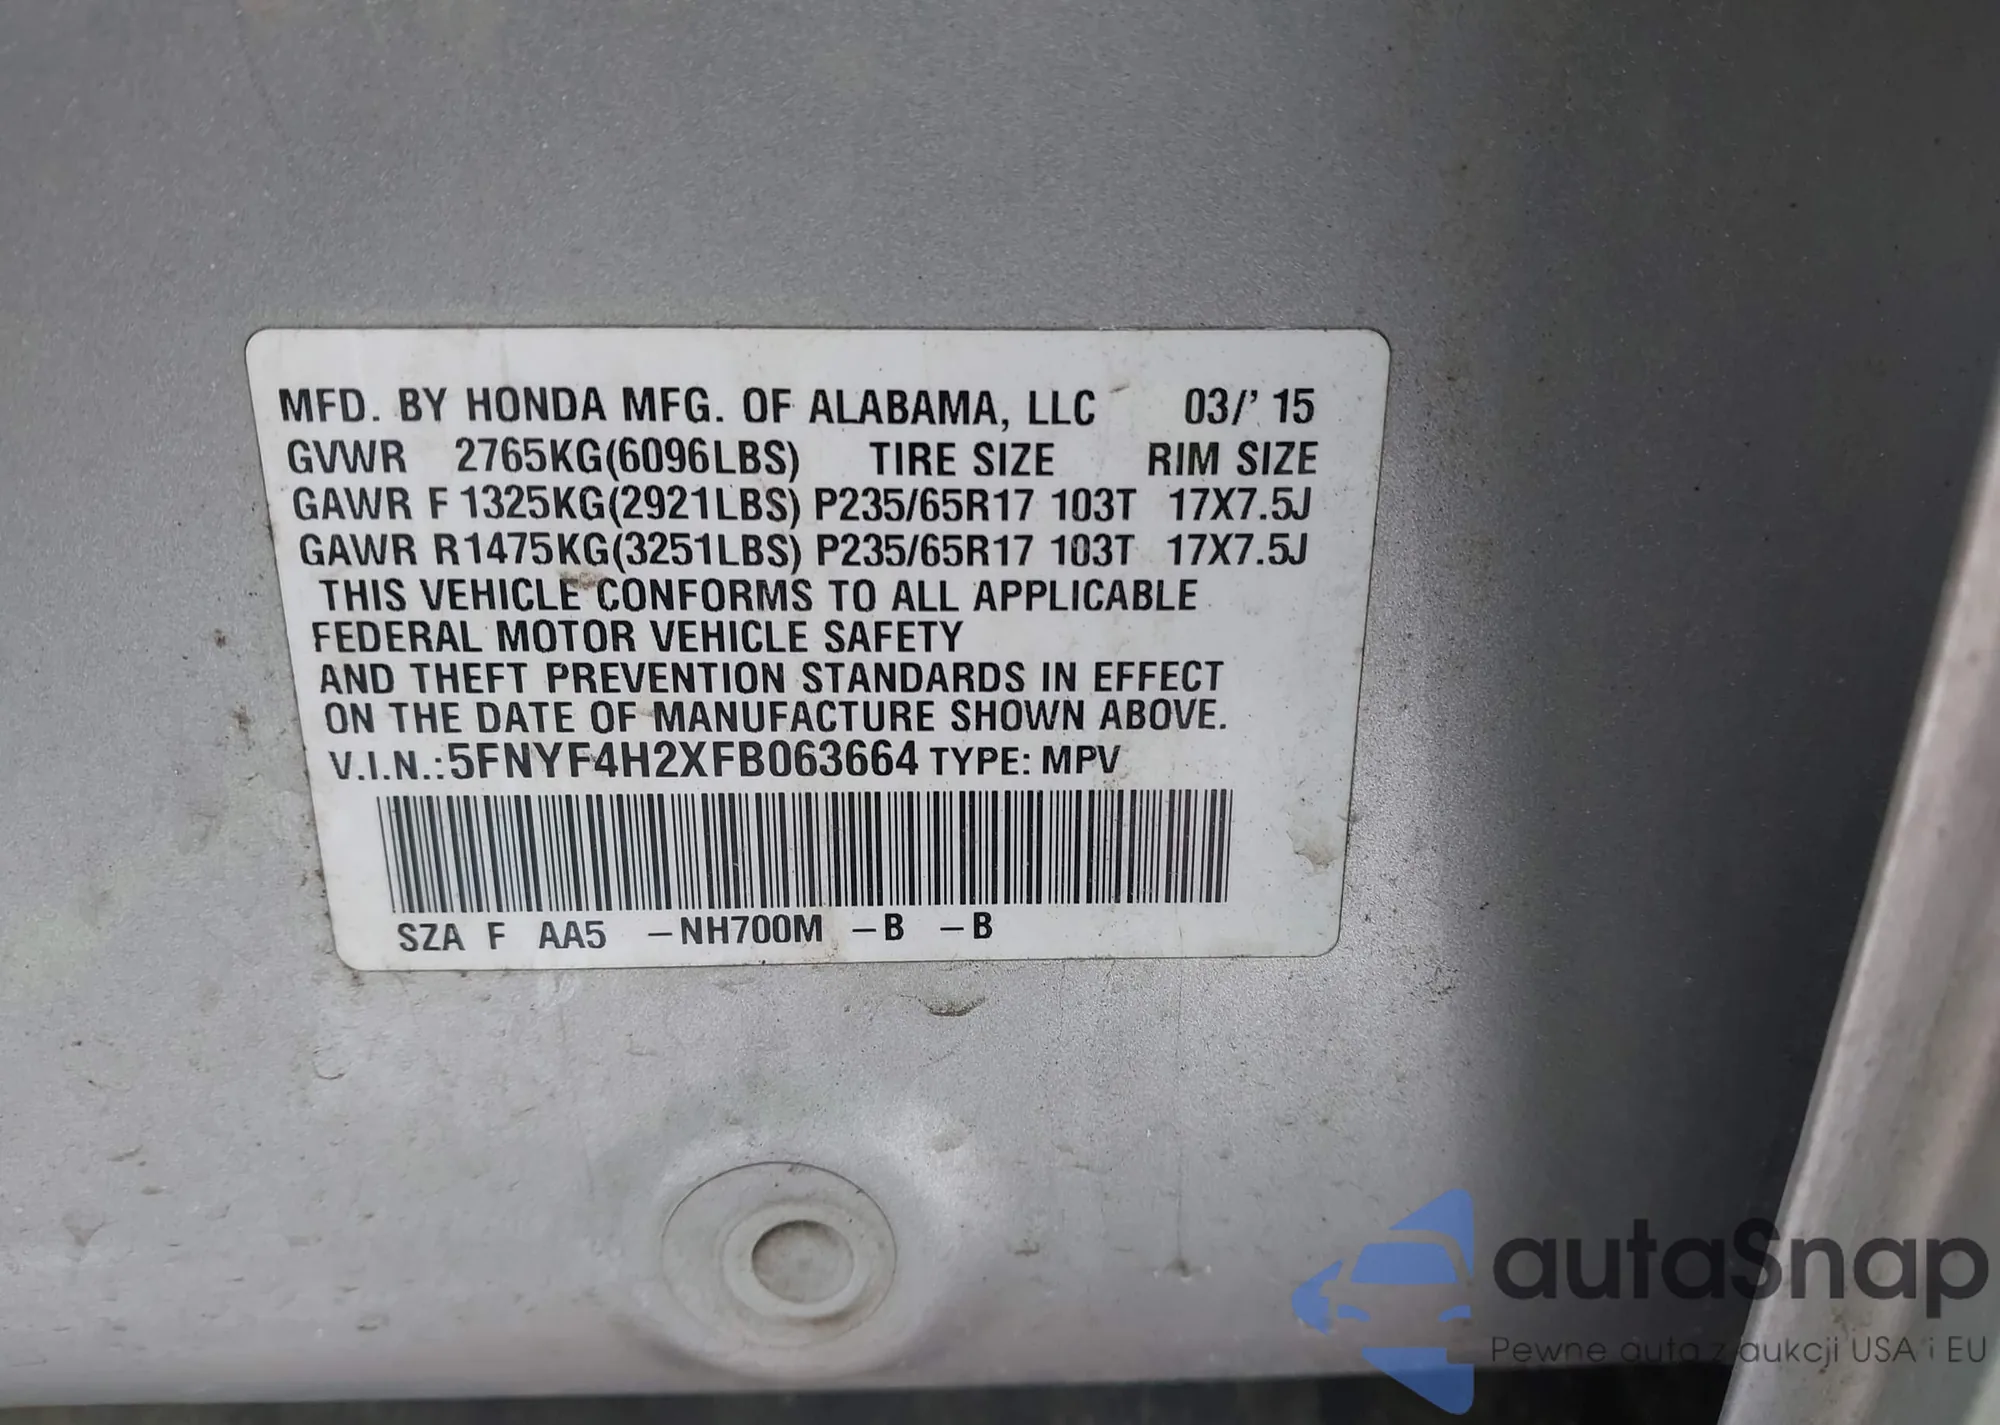 MFD. BY HONDA MFG. OF ALABAMA, LLC 03/' 15
GVWR 2765KG(6096LBS) TIRE SIZE RIM SIZE
GAWR F 1325KG(2921LBS) P235/65R17 103T 17X7.5J
GAWR R1475KG(3251LBS) P235/65R17 103T 17X7.5J
THIS VEHICLE CONFORMS TO ALL APPLICABLE
FEDERAL MOTOR VEHICLE SAFETY
AND THEFT PREVENTION STANDARDS IN EFFECT
ON THE DATE OF MANUFACTURE SHOWN ABOVE.
V.I.N.:5FNYF4H2XFB063664 TYPE: MPV
SZA F AA5 -NH700M -B -B
autaSnap
Pewne auta z aukcji USA i EU